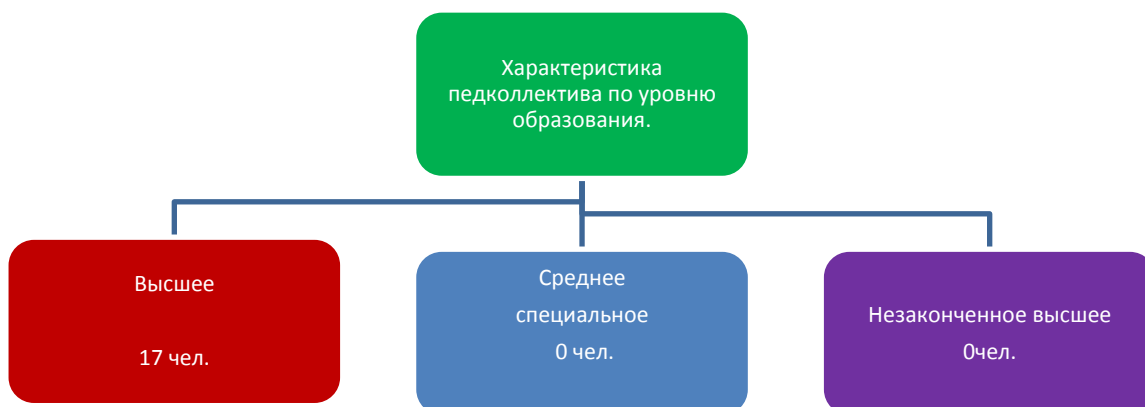 Характеристика
педколлектива по уровню
образования.
Высшее
17 чел.
Среднее
специальное
0 чел.
Незаконченное высшее
0чел.